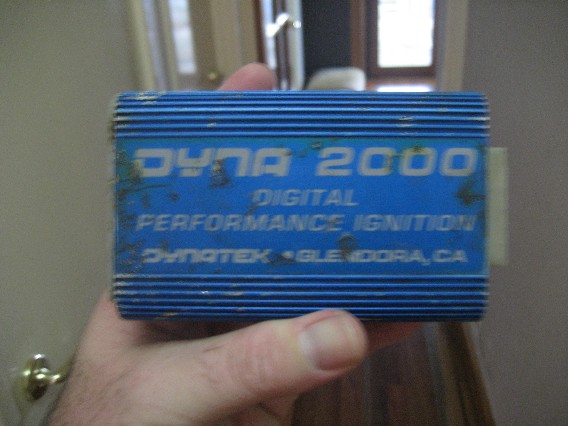 DYNA 2000
DIGITAL
PERFORMANCE IGNITION
DYNATEK • GLENDORA, CA